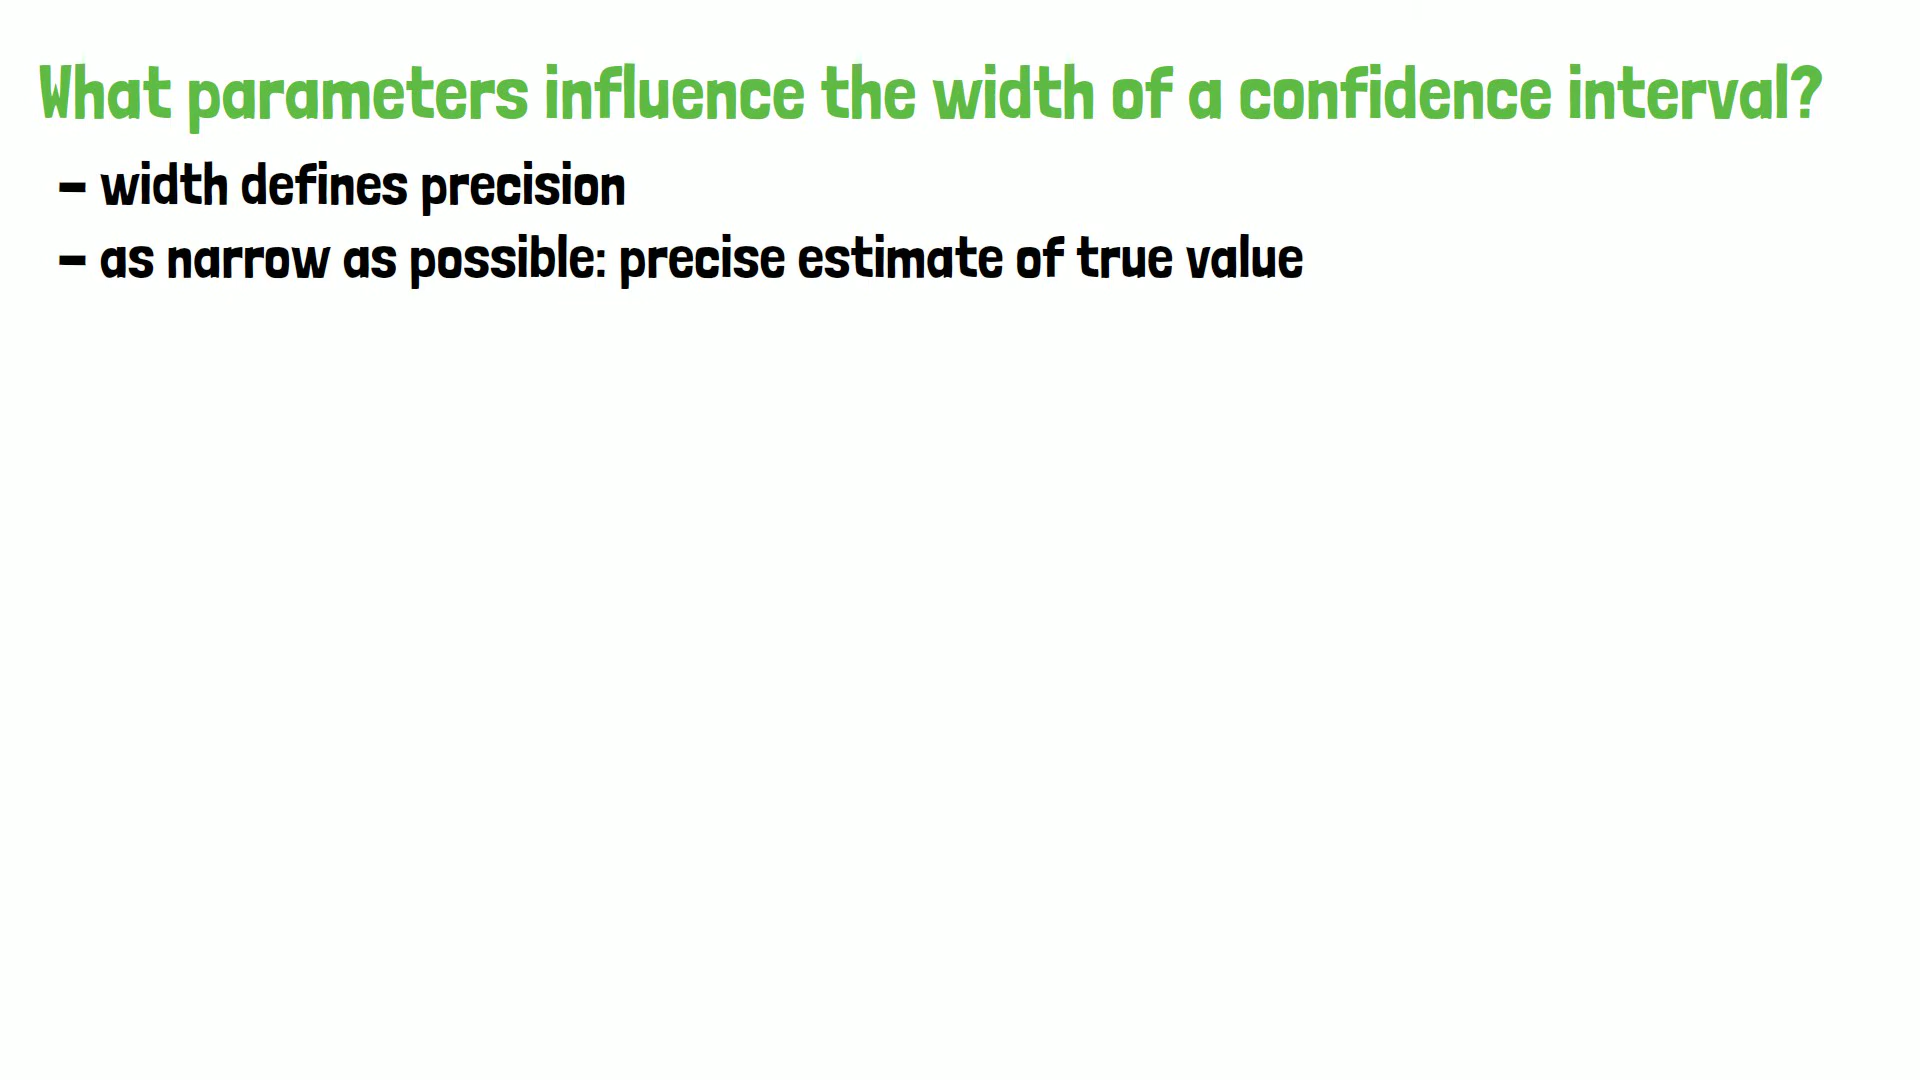 What parameters influence the width of a confidence interval?
- width defines precision
- as narrow as possible: precise estimate of true value